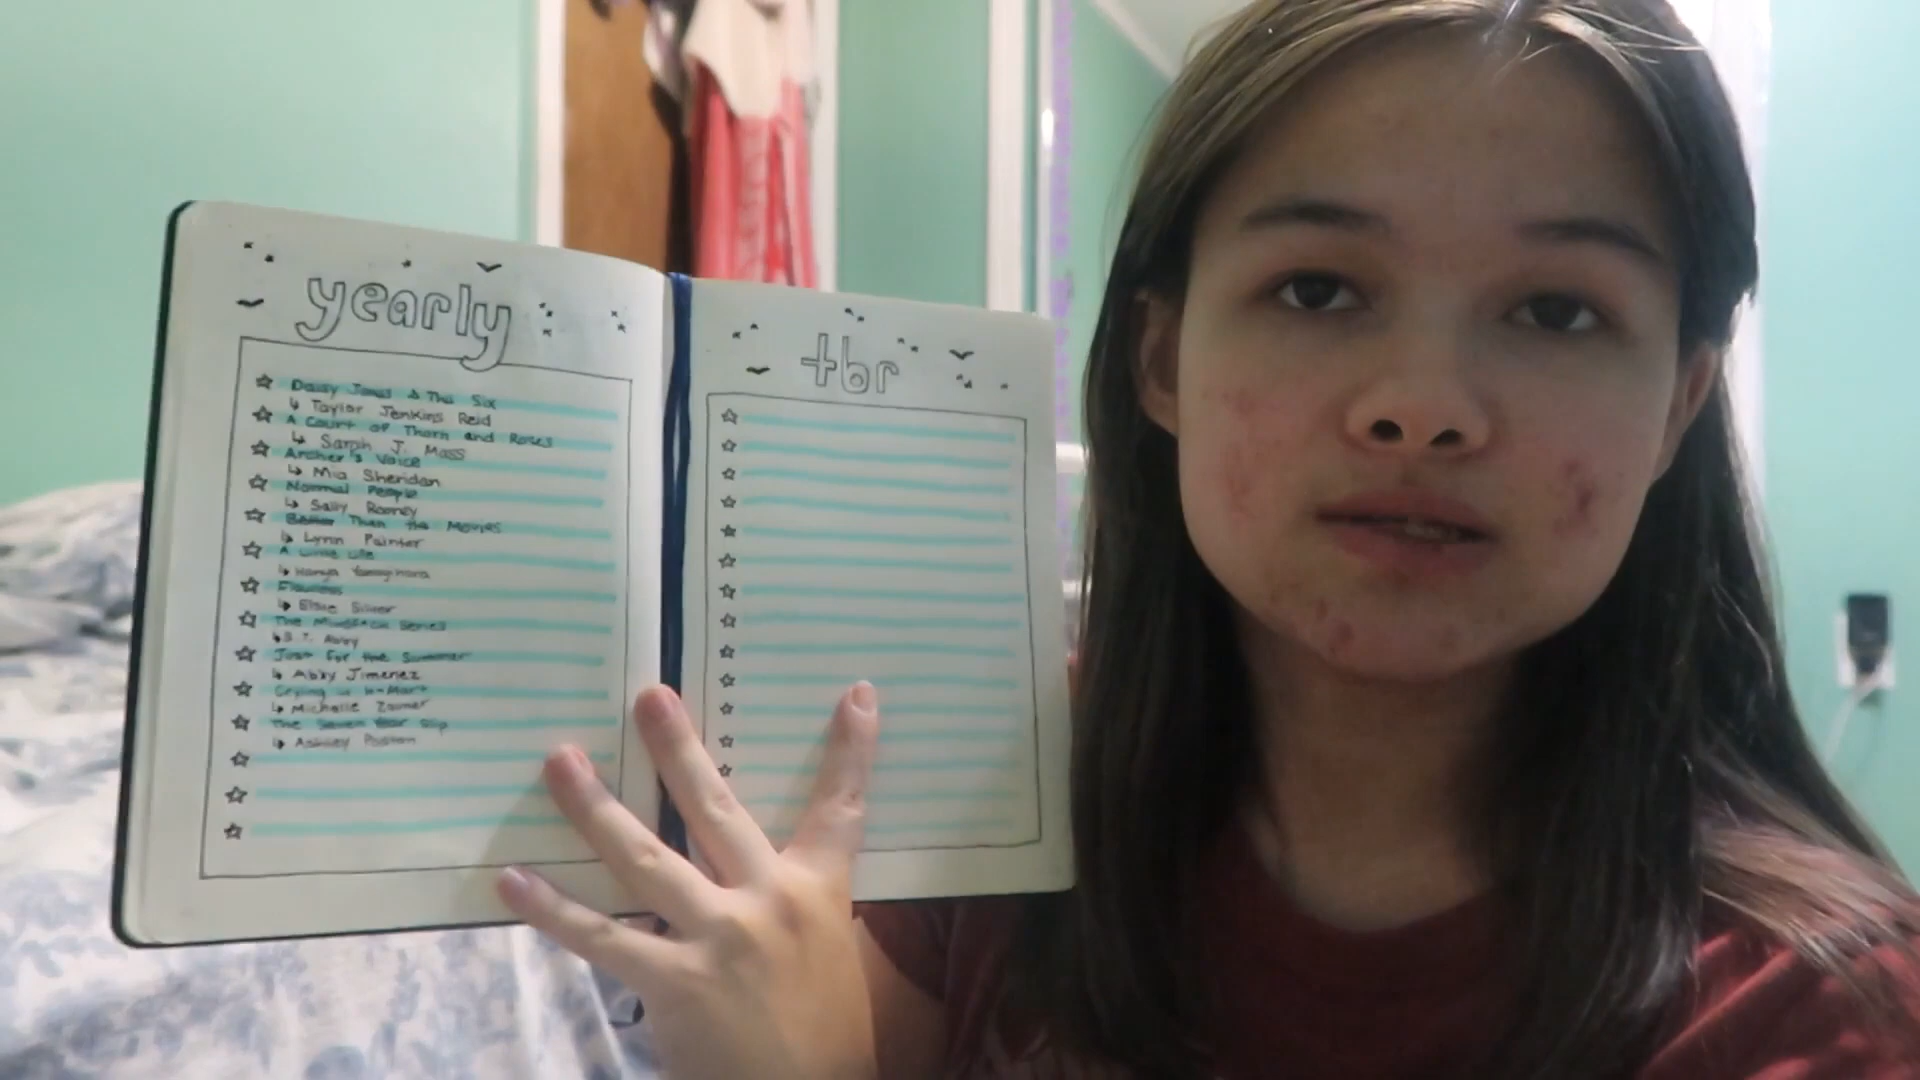 yearly
Daisy Jones & The Six
↳ Taylor Jenkins Reid
A Court of Thorn and Roses
↳ Sarah J. Mass
Archer's Voice
↳ Mia Sheridan
Normal People
↳ Sally Rooney
Better Than the Movies
↳ Lynn Painter
A Little Life
↳ Hanya Yanagihara
Flawless
↳ Elsie Silver
The Mindf*ck Series
↳ S.T. Abby
Just For the Summer
↳ Abby Jimenez
Crying in H-Mart
↳ Michelle Zauner
The Seven Year Slip
↳ Ashley Poston
tbr